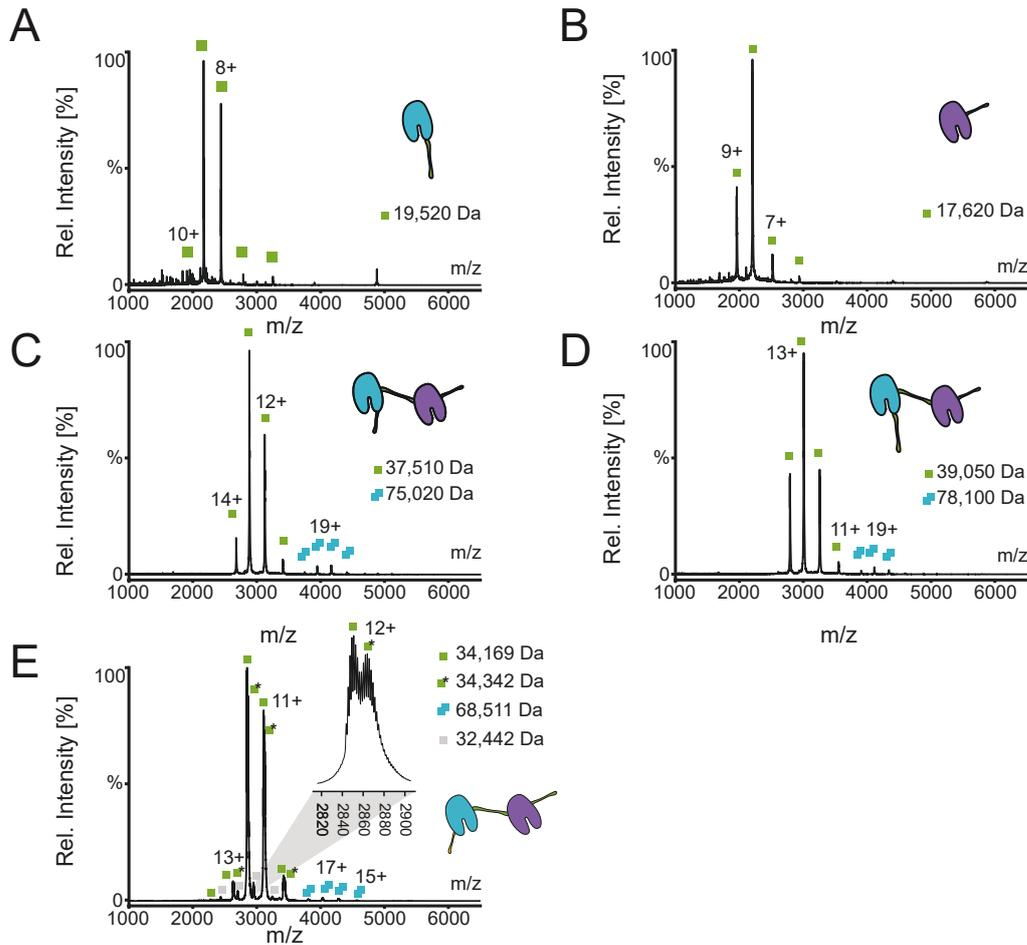 A
Rel. Intensity [%]
100
%
0
8+
10+
19,520 Da
m/z
1000 2000 3000 4000 5000 6000
m/z
B
Rel. Intensity [%]
100
%
0
9+
7+
17,620 Da
m/z
1000 2000 3000 4000 5000 6000
m/z
C
Rel. Intensity [%]
100
%
0
12+
14+
19+
37,510 Da
75,020 Da
m/z
1000 2000 3000 4000 5000 6000
m/z
D
Rel. Intensity [%]
100
%
0
13+
11+ 19+
39,050 Da
78,100 Da
m/z
1000 2000 3000 4000 5000 6000
m/z
E
Rel. Intensity [%]
100
%
0
12+
*
*
11+
*
13+
*
*
17+
15+
2820 2840 2860 2880 2900
34,169 Da
* 34,342 Da
68,511 Da
32,442 Da
m/z
1000 2000 3000 4000 5000 6000
m/z